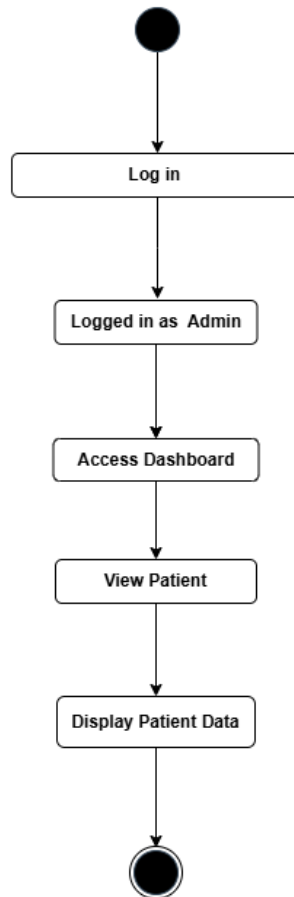 Log in
Logged in as Admin
Access Dashboard
View Patient
Display Patient Data